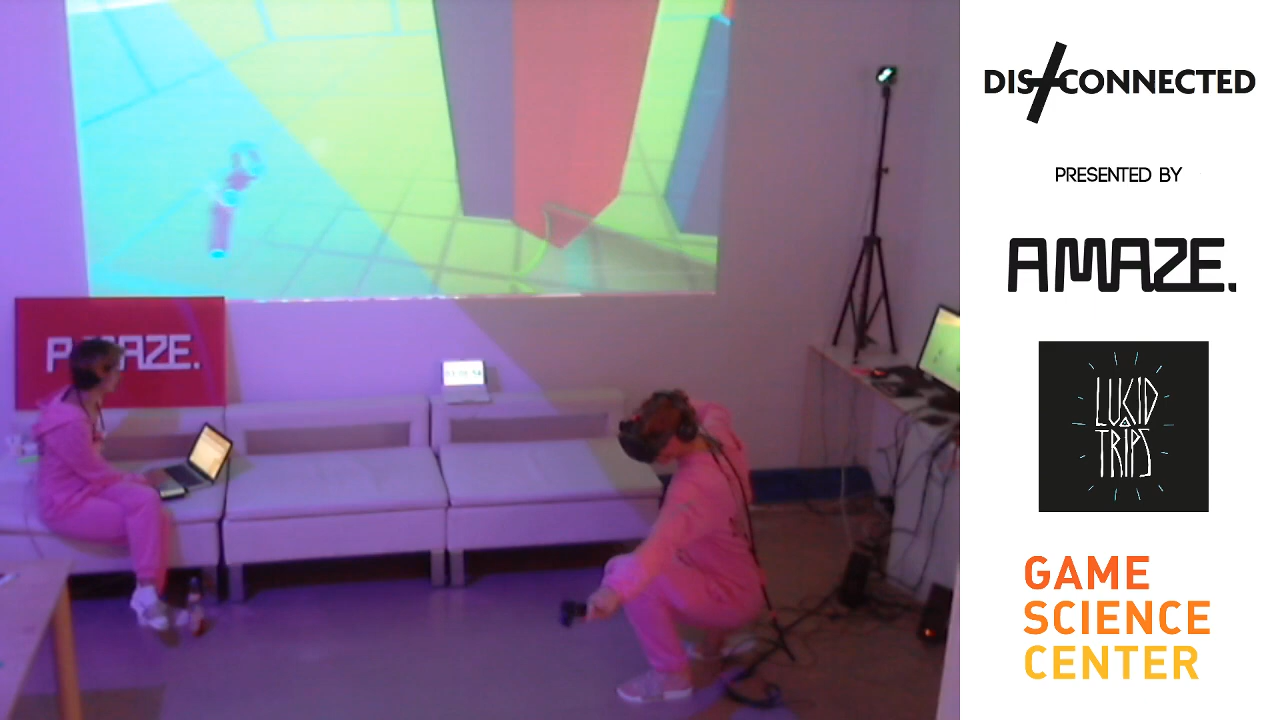 DIS/CONNECTED
PRESENTED BY
AMAZE.
LUCID
TRIPS
GAME
SCIENCE
CENTER
AMAZE.